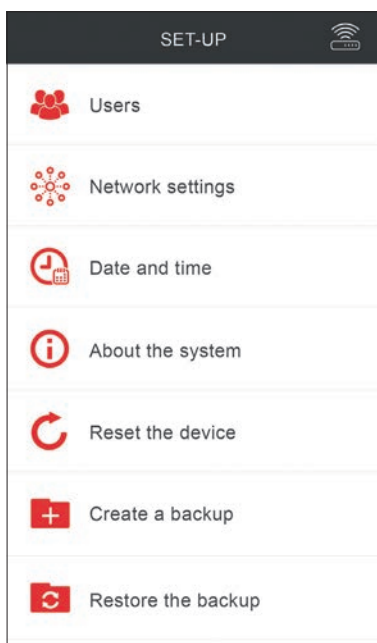 SET-UP
Users
Network settings
Date and time
About the system
Reset the device
Create a backup
Restore the backup